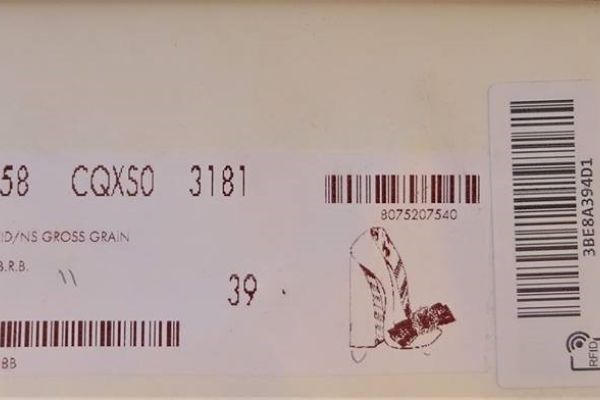 58 CQXS0 3181
8075207540
ID/NS GROSS GRAIN
B.R.B.
11
39
BB
3BE8A394D1
RFID